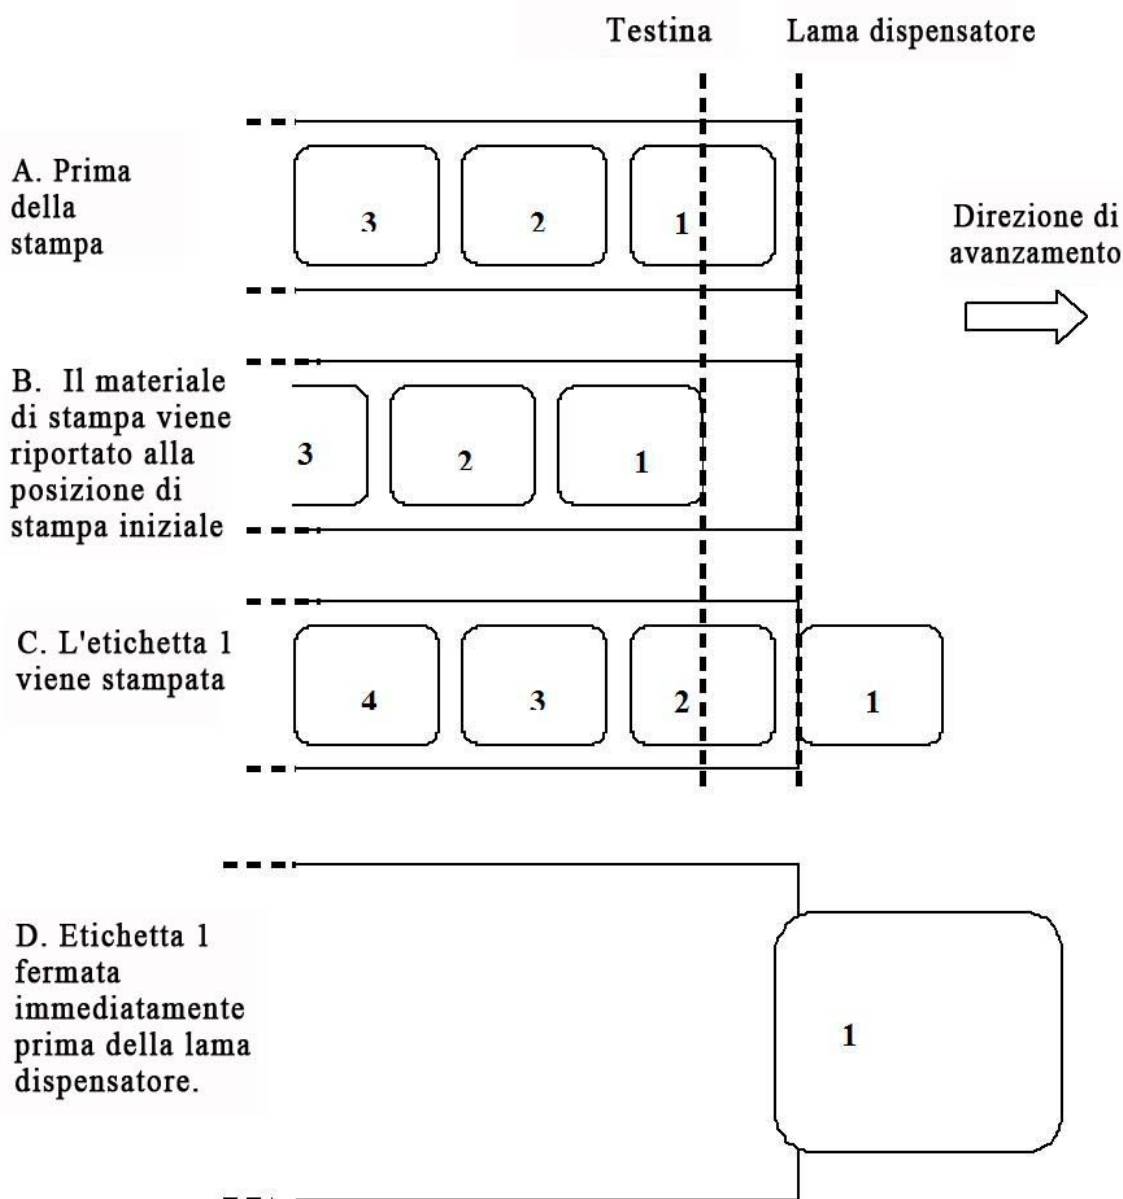 Testina
Lama dispensatore
A. Prima
della
stampa
3
2
1
Direzione di
avanzamento
B. Il materiale
di stampa viene
riportato alla
posizione di
stampa iniziale
3
2
1
C. L'etichetta 1
viene stampata
4
3
2
1
D. Etichetta 1
fermata
immediatamente
prima della lama
dispensatore.
1